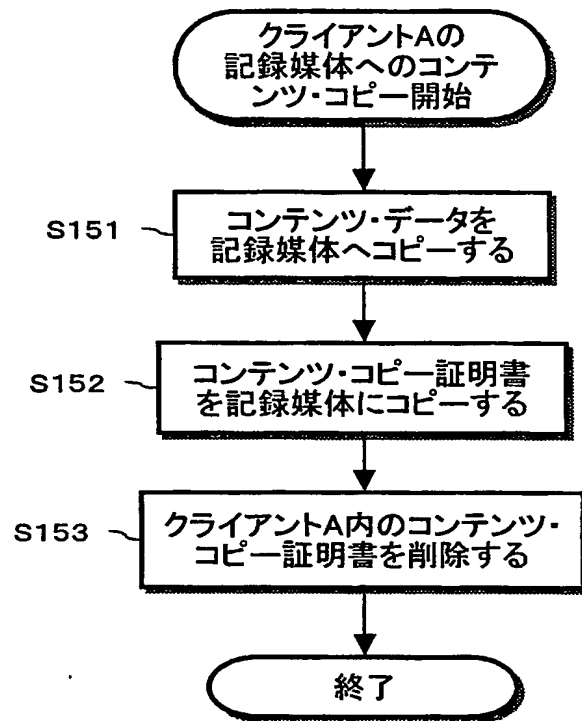 クライアントAの
記録媒体へのコンテ
ンツ・コピー開始
S151
コンテンツ・データを
記録媒体へコピーする
S152
コンテンツ・コピー証明書
を記録媒体にコピーする
S153
クライアントA内のコンテンツ・
コピー証明書を削除する
終了